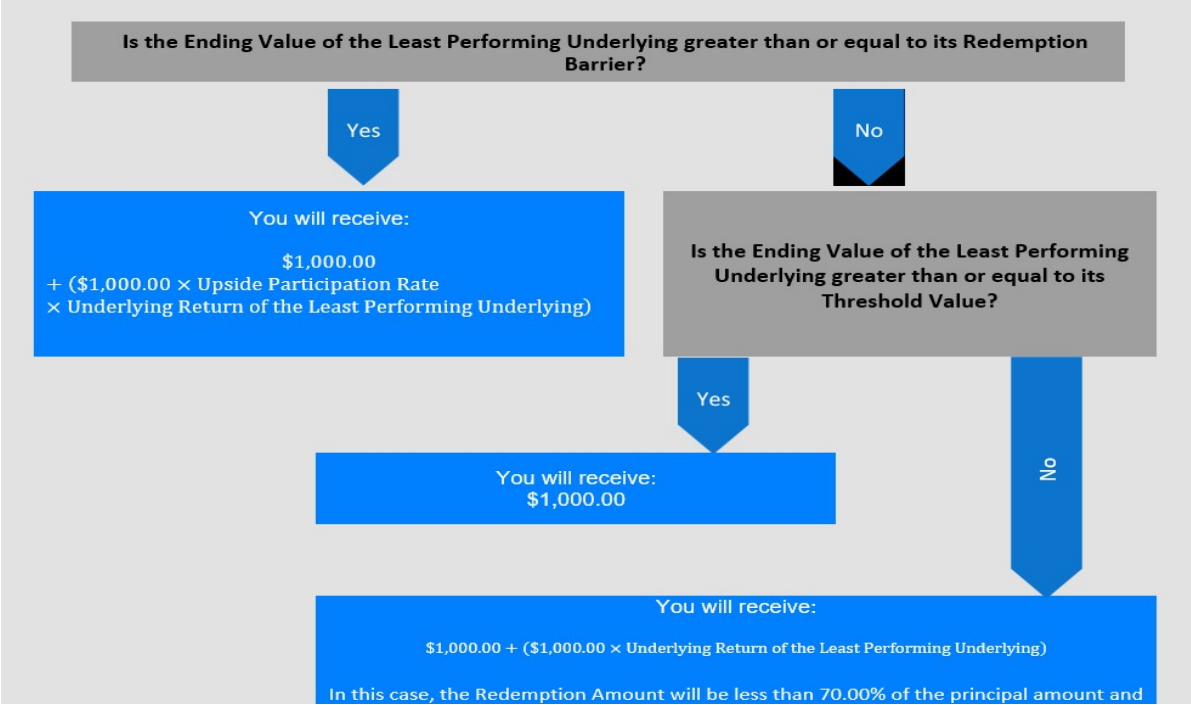 Is the Ending Value of the Least Performing Underlying greater than or equal to its Redemption
Barrier?
Yes
No
You will receive:
$1,000.00
+ ($1,000.00 × Upside Participation Rate
× Underlying Return of the Least Performing Underlying)
Is the Ending Value of the Least Performing
Underlying greater than or equal to its
Threshold Value?
Yes
No
You will receive:
$1,000.00
You will receive:
$1,000.00 + ($1,000.00 × Underlying Return of the Least Performing Underlying)
In this case, the Redemption Amount will be less than 70.00% of the principal amount and